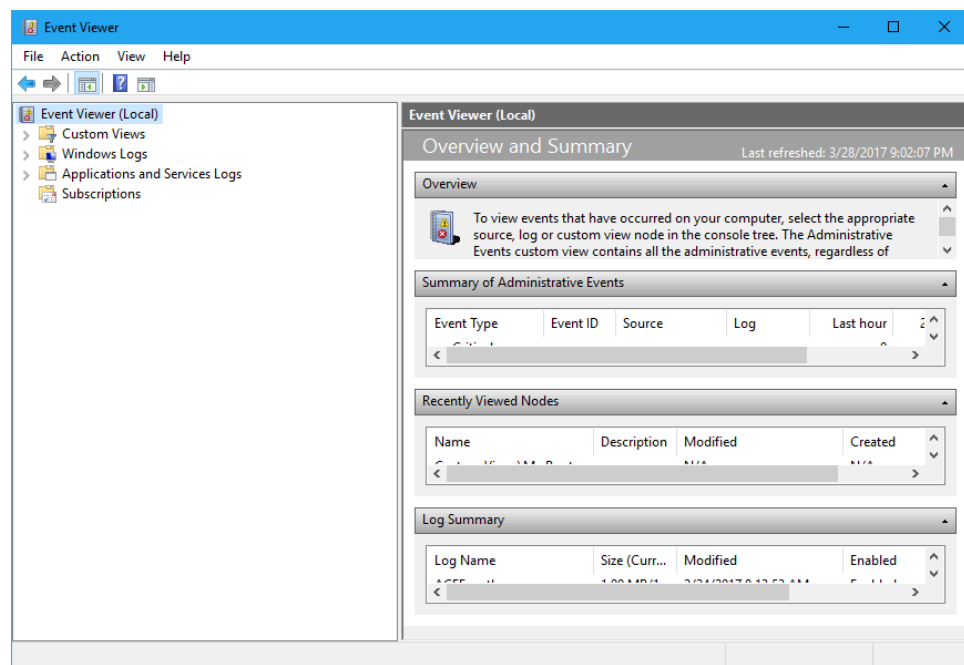 Event Viewer
File Action View Help
Event Viewer (Local)
Custom Views
Windows Logs
Applications and Services Logs
Subscriptions
Event Viewer (Local)
Overview and Summary Last refreshed: 3/28/2017 9:02:07 PM
Overview
To view events that have occurred on your computer, select the appropriate
source, log or custom view node in the console tree. The Administrative
Events custom view contains all the administrative events, regardless of
Summary of Administrative Events
Event Type Event ID Source Log Last hour
Recently Viewed Nodes
Name Description Modified Created
Log Summary
Log Name Size (Curr... Modified Enabled